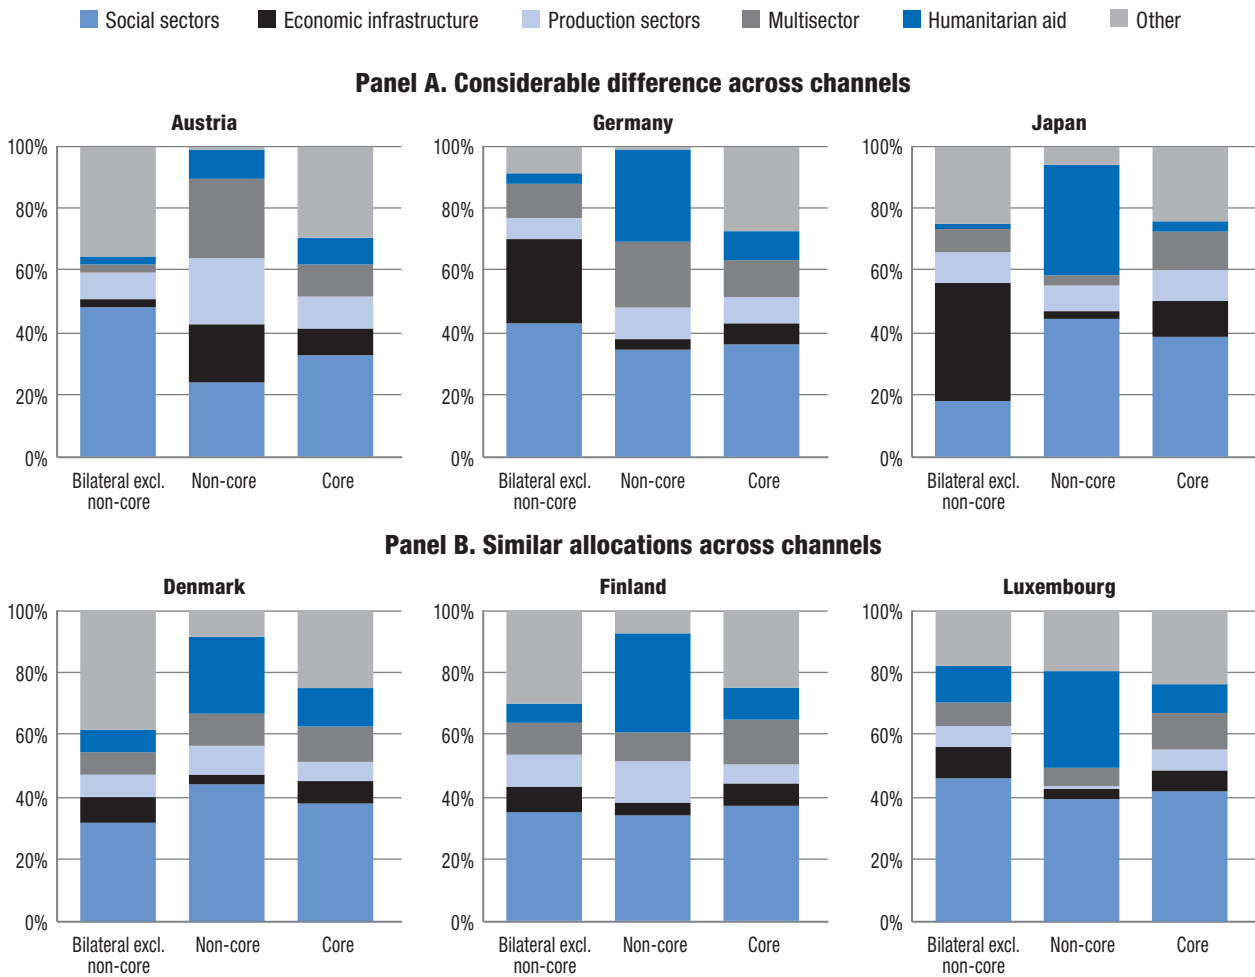 Social sectors Economic infrastructure Production sectors Multisector Humanitarian aid Other
Panel A. Considerable difference across channels
Austria Germany Japan
100% 100% 100%
80% 80% 80%
60% 60% 60%
40% 40% 40%
20% 20% 20%
0% 0% 0%
Bilateral excl. Non-core Core Bilateral excl. Non-core Core Bilateral excl. Non-core Core
non-core non-core non-core
Panel B. Similar allocations across channels
Denmark Finland Luxembourg
100% 100% 100%
80% 80% 80%
60% 60% 60%
40% 40% 40%
20% 20% 20%
0% 0% 0%
Bilateral excl. Non-core Core Bilateral excl. Non-core Core Bilateral excl. Non-core Core
non-core non-core non-core